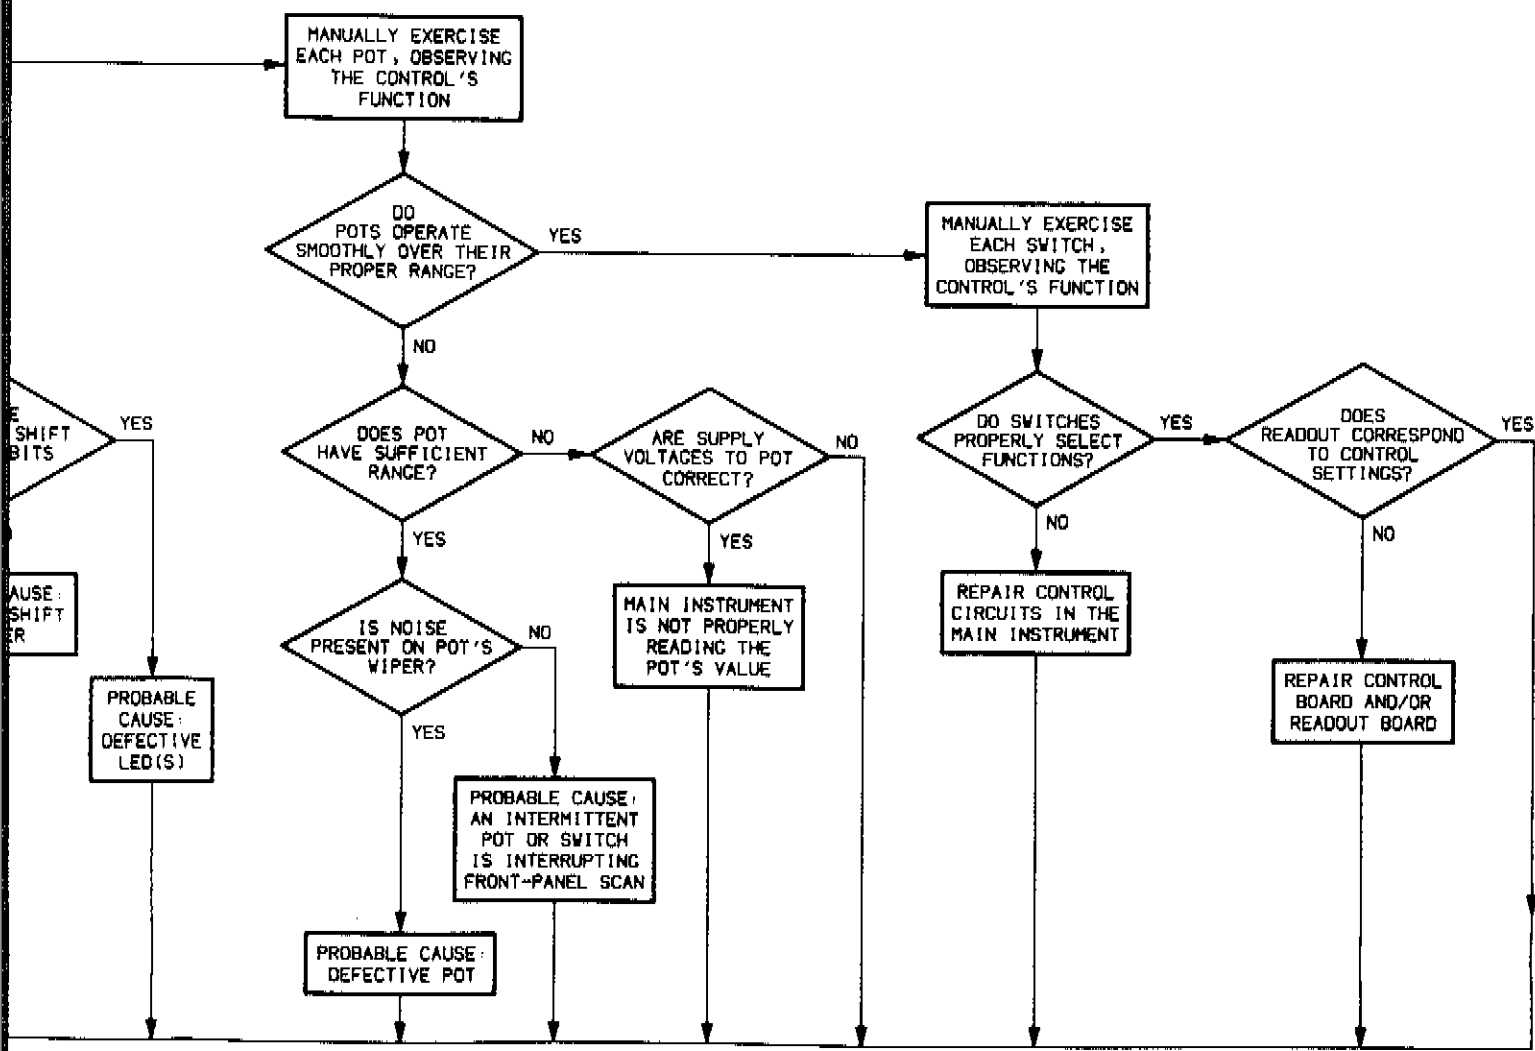 MANUALLY EXERCISE
EACH POT, OBSERVING
THE CONTROL'S
FUNCTION
DO
POTS OPERATE
SMOOTHLY OVER THEIR
PROPER RANGE?
YES
MANUALLY EXERCISE
EACH SWITCH,
OBSERVING THE
CONTROL'S FUNCTION
NO
E
SHIFT
BITS
YES
DOES POT
HAVE SUFFICIENT
RANGE?
NO
ARE SUPPLY
VOLTAGES TO POT
CORRECT?
NO
DO SWITCHES
PROPERLY SELECT
FUNCTIONS?
YES
DOES
READOUT CORRESPOND
TO CONTROL
SETTINGS?
YES
YES
YES
NO
NO
AUSE:
SHIFT
ER
IS NOISE
PRESENT ON POT'S
WIPER?
NO
MAIN INSTRUMENT
IS NOT PROPERLY
READING THE
POT'S VALUE
REPAIR CONTROL
CIRCUITS IN THE
MAIN INSTRUMENT
PROBABLE
CAUSE:
DEFECTIVE
LED(S)
YES
REPAIR CONTROL
BOARD AND/OR
READOUT BOARD
PROBABLE CAUSE:
AN INTERMITTENT
POT OR SWITCH
IS INTERRUPTING
FRONT-PANEL SCAN
PROBABLE CAUSE:
DEFECTIVE POT